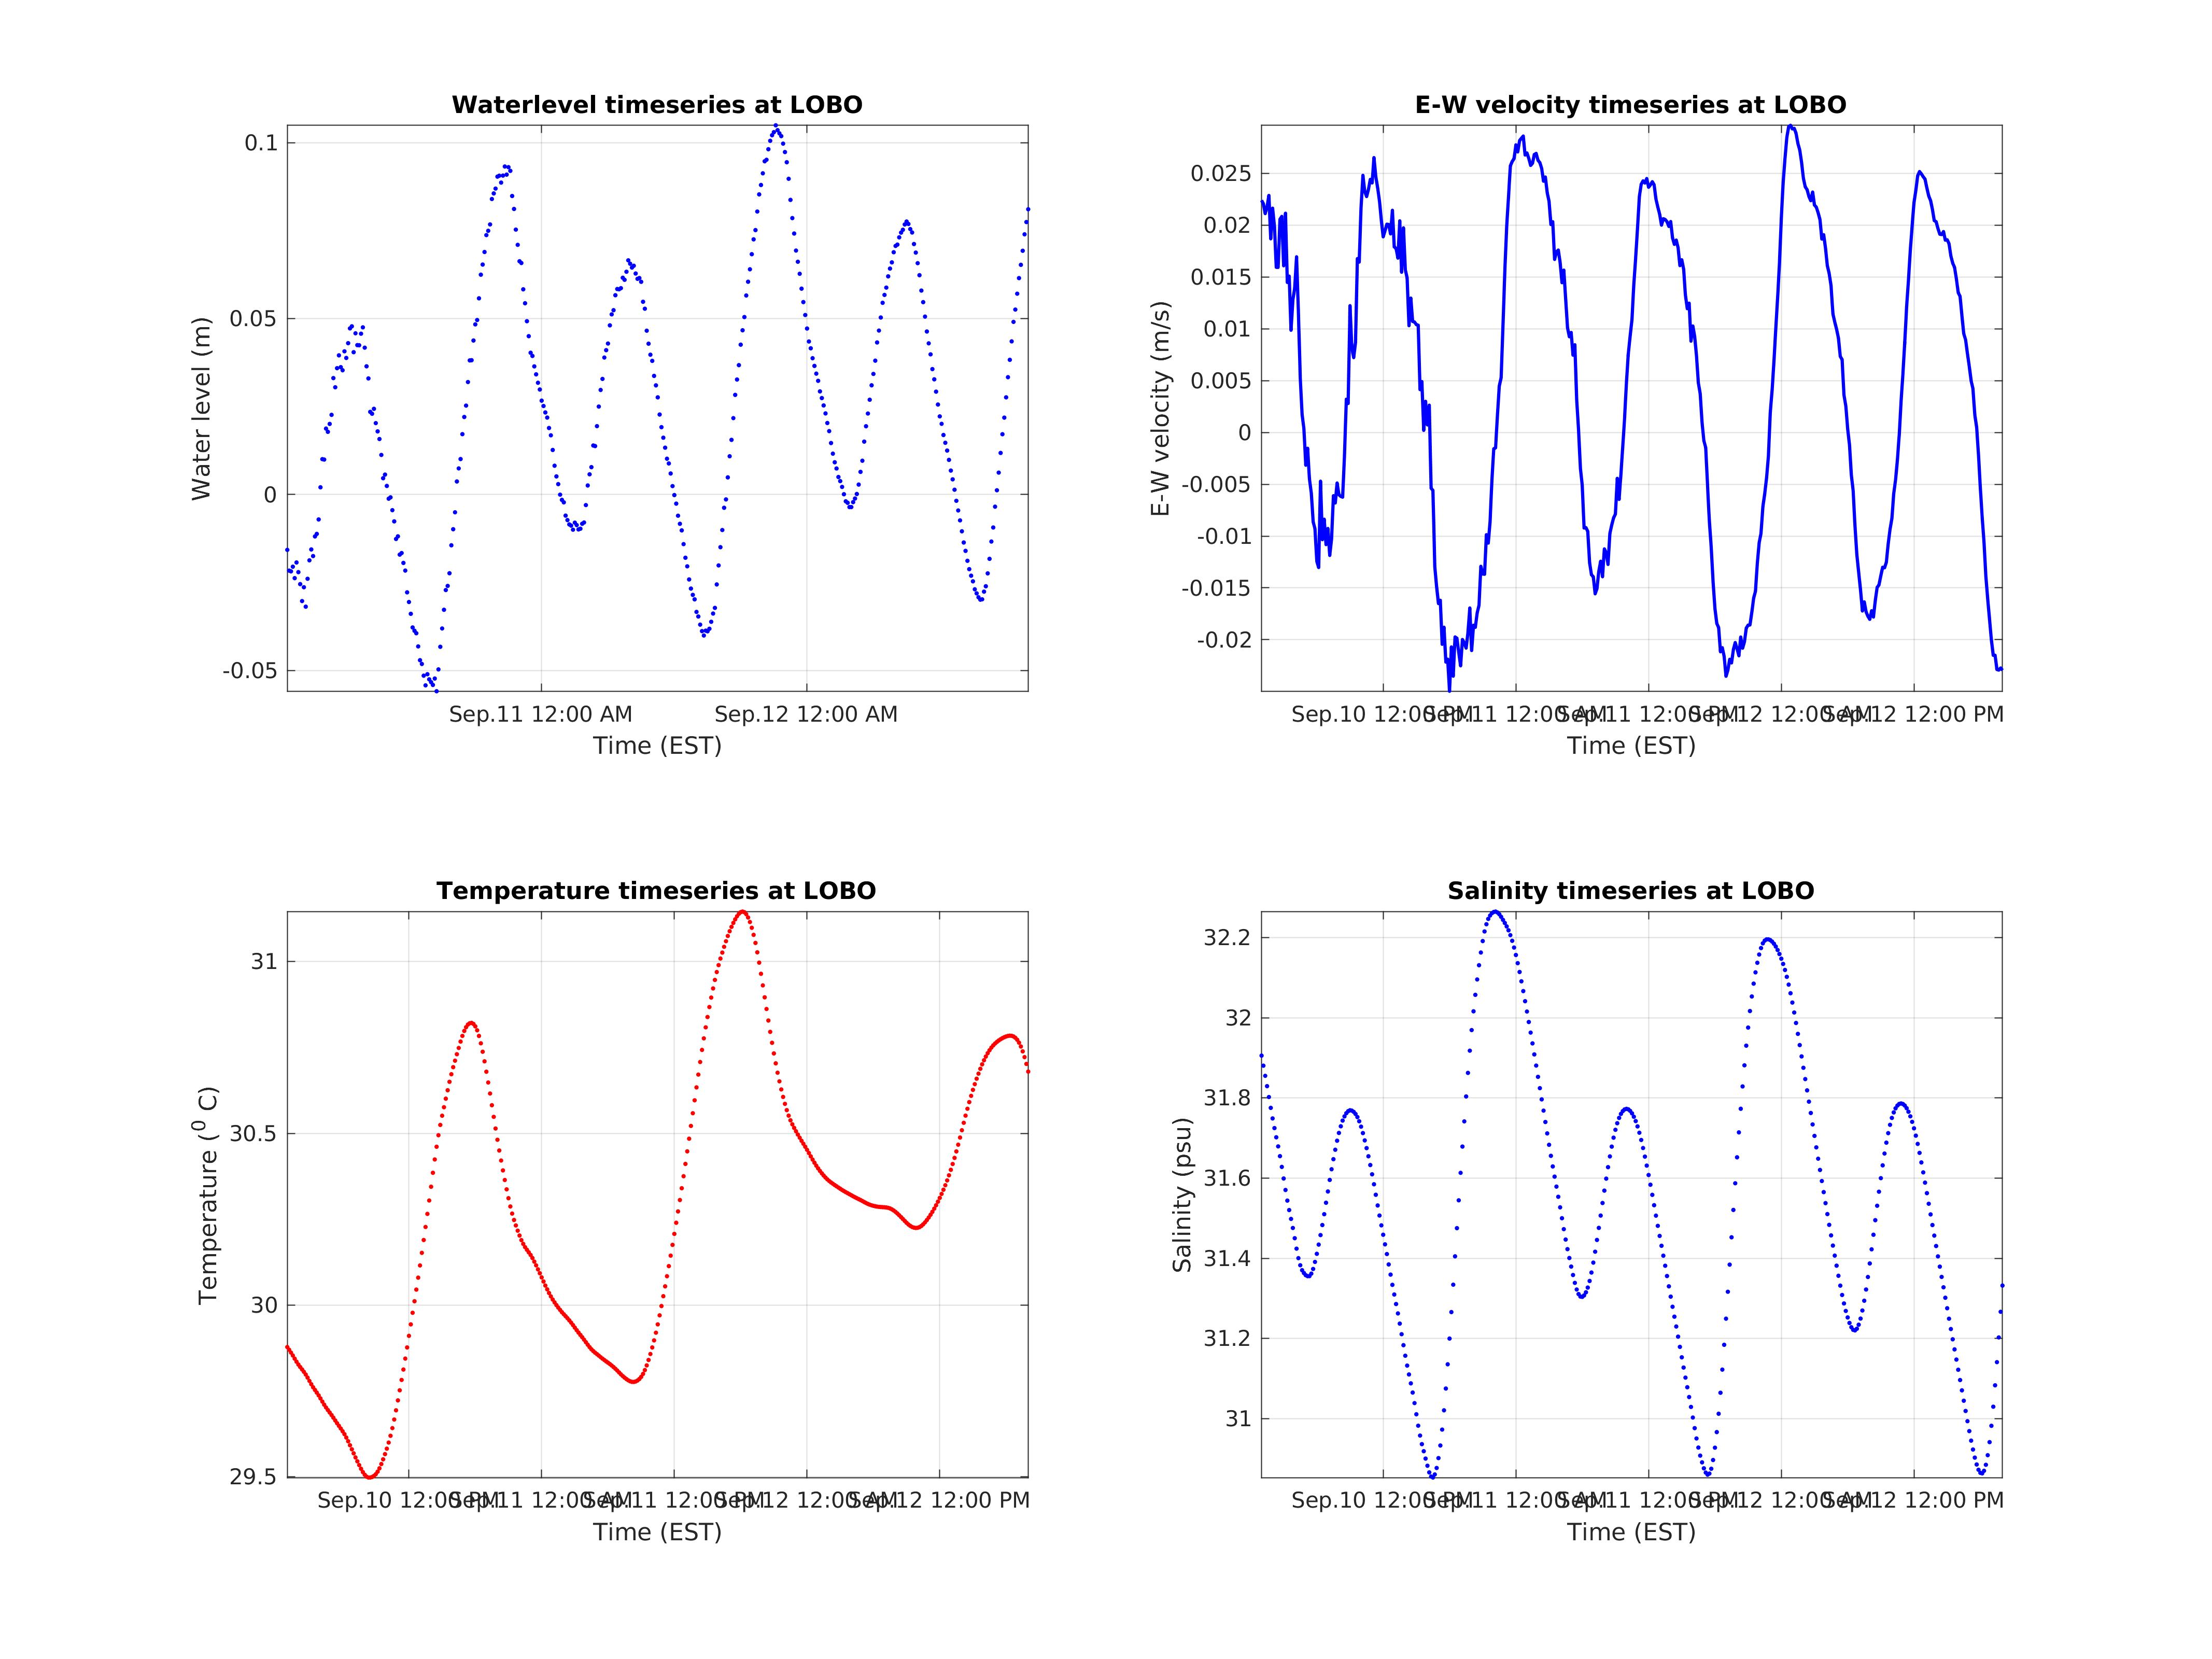 Waterlevel timeseries at LOBO
0.1
0.05
0
-0.05
Water level (m)
Sep.11 12:00 AM Sep.12 12:00 AM
Time (EST)
E-W velocity timeseries at LOBO
0.025
0.02
0.015
0.01
0.005
0
-0.005
-0.01
-0.015
-0.02
E-W velocity (m/s)
Sep.10 12:00 PM Sep.11 12:00 AM Sep.11 12:00 PM Sep.12 12:00 AM Sep.12 12:00 PM
Time (EST)
Temperature timeseries at LOBO
31
30.5
30
29.5
Temperature (⁰ C)
Sep.10 12:00 PM Sep.11 12:00 AM Sep.11 12:00 PM Sep.12 12:00 AM Sep.12 12:00 PM
Time (EST)
Salinity timeseries at LOBO
32.2
32
31.8
31.6
31.4
31.2
31
Salinity (psu)
Sep.10 12:00 PM Sep.11 12:00 AM Sep.11 12:00 PM Sep.12 12:00 AM Sep.12 12:00 PM
Time (EST)